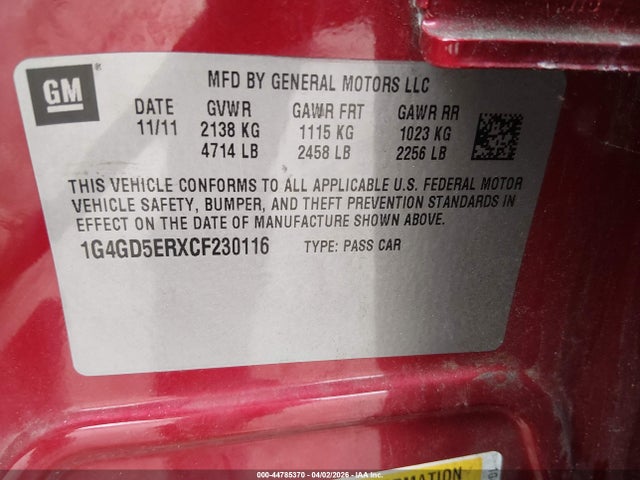 GM
MFD BY GENERAL MOTORS LLC
DATE GVWR GAWR FRT GAWR RR
11/11 2138 KG 1115 KG 1023 KG
4714 LB 2458 LB 2256 LB
THIS VEHICLE CONFORMS TO ALL APPLICABLE U.S. FEDERAL MOTOR
VEHICLE SAFETY, BUMPER, AND THEFT PREVENTION STANDARDS IN
EFFECT ON THE DATE OF MANUFACTURE SHOWN ABOVE.
1G4GD5ERXCF230116 TYPE: PASS CAR
000-44785370 - 04/02/2026 - IAA Inc.